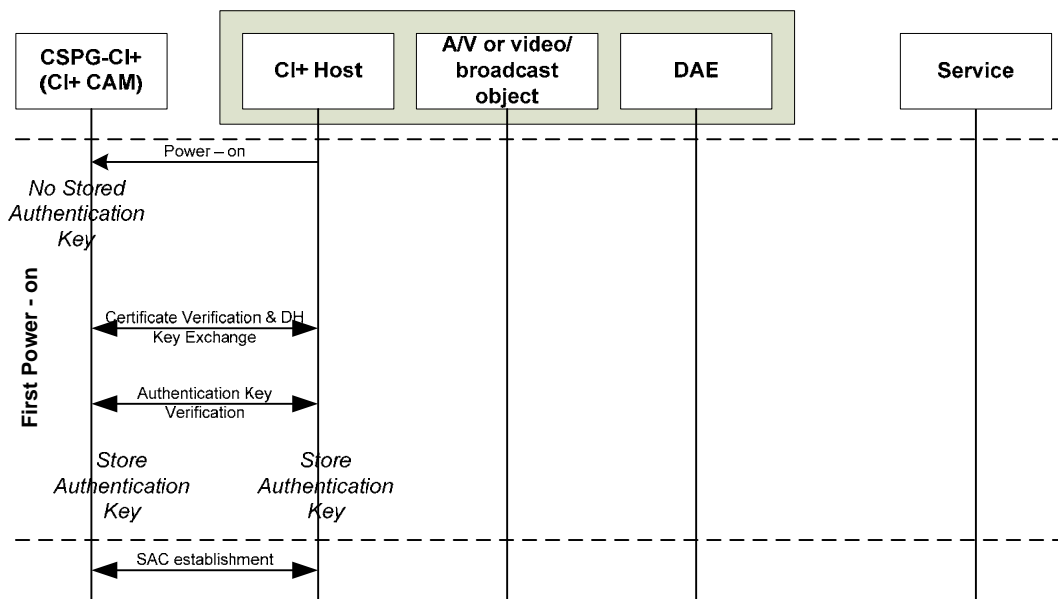 CSPG-CI+
(CI+ CAM)
CI+ Host
A/V or video/
broadcast
object
DAE
Service
Power – on
No Stored
Authentication
Key
First Power - on
Certificate Verification & DH
Key Exchange
Authentication Key
Verification
Store
Authentication
Key
Store
Authentication
Key
SAC establishment